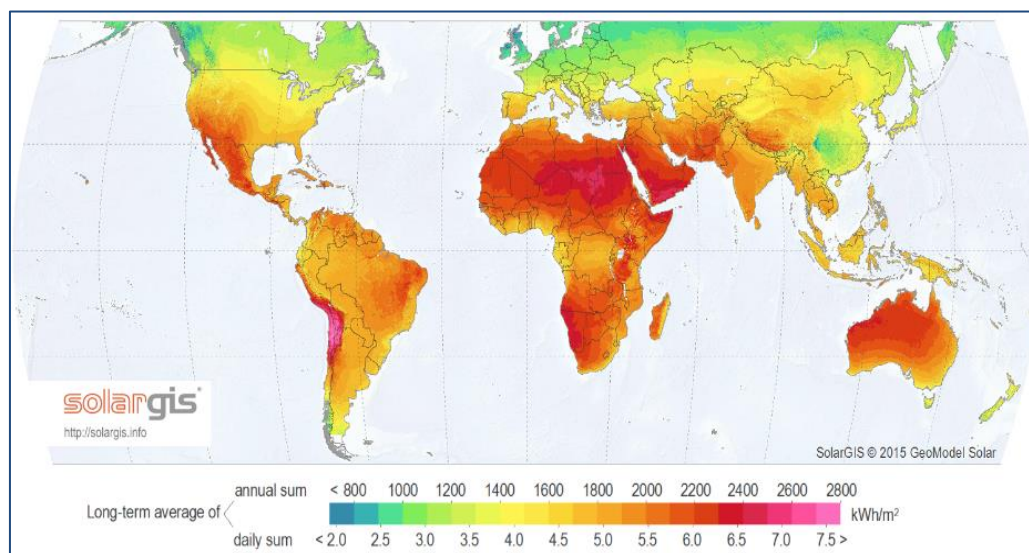 solargis®
http://solargis.info
SolarGIS © 2015 GeoModel Solar
annual sum < 800 1000 1200 1400 1600 1800 2000 2200 2400 2600 2800
Long-term average of kWh/m²
daily sum < 2.0 2.5 3.0 3.5 4.0 4.5 5.0 5.5 6.0 6.5 7.0 7.5 >